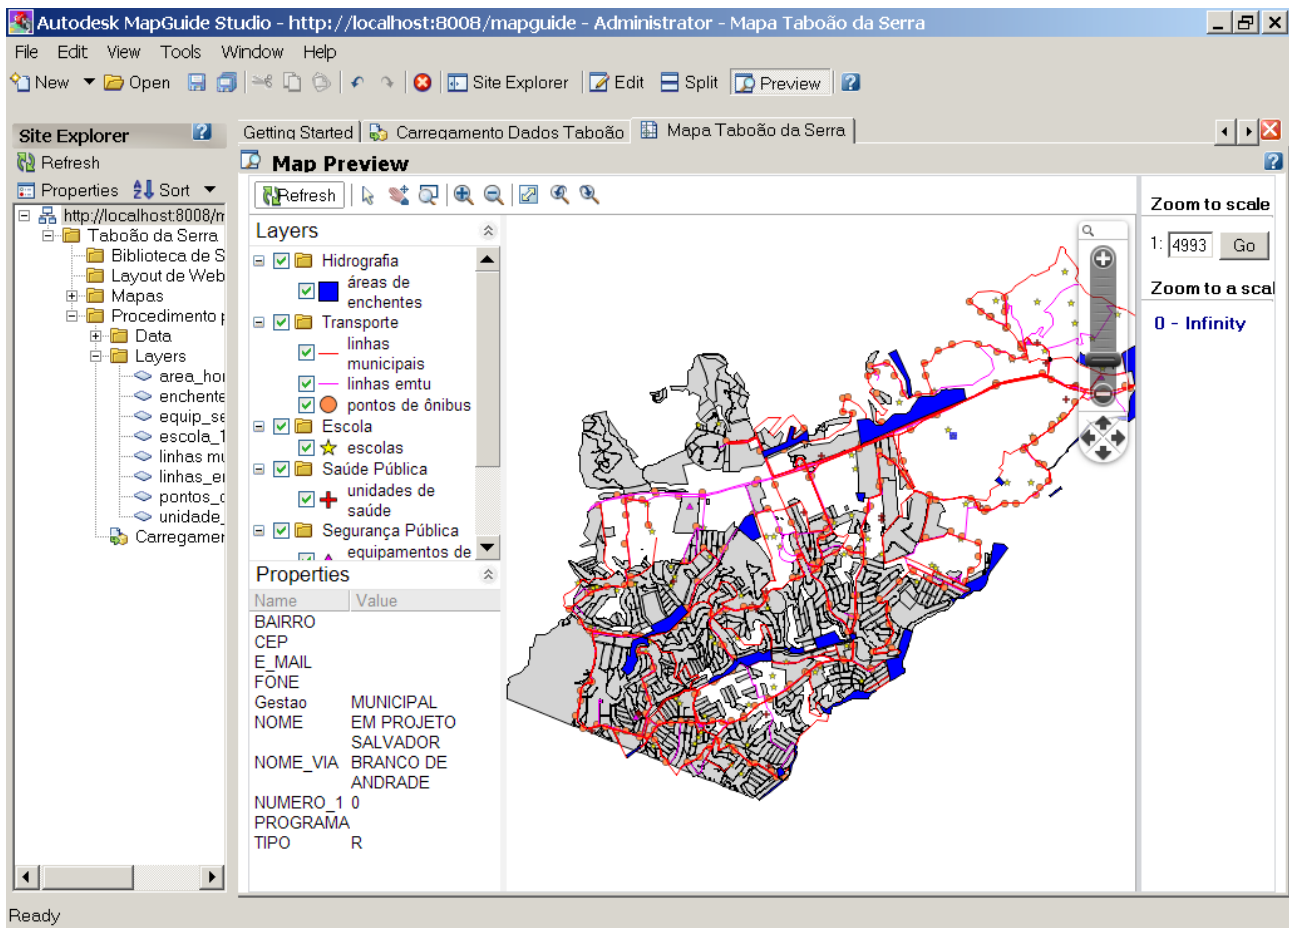 Autodesk MapGuide Studio - http://localhost:8008/mapguide - Administrator - Mapa Taboão da Serra
File Edit View Tools Window Help
New Open Site Explorer Edit Split Preview
Site Explorer
Refresh
Properties Sort
http://localhost:8008/m
Taboão da Serra
Biblioteca de S
Layout de Web
Mapas
Procedimento p
Data
Layers
area_hor
enchente
equip_se
escola_1
linhas mu
linhas_er
pontos_c
unidade_
Carregamer
Getting Started Carregamento Dados Taboão Mapa Taboão da Serra
Map Preview
Refresh
Layers
Hidrografia
áreas de
enchentes
Transporte
linhas
municipais
linhas emtu
pontos de ônibus
Escola
escolas
Saúde Pública
unidades de
saúde
Segurança Pública
equipamentos de
Properties
Name Value
BAIRRO
CEP
E_MAIL
FONE
Gestao MUNICIPAL
NOME EM PROJETO
SALVADOR
NOME_VIA BRANCO DE
ANDRADE
NUMERO_1 0
PROGRAMA
TIPO R
Zoom to scale
1: 4993 Go
Zoom to a scal
0 - Infinity
Ready